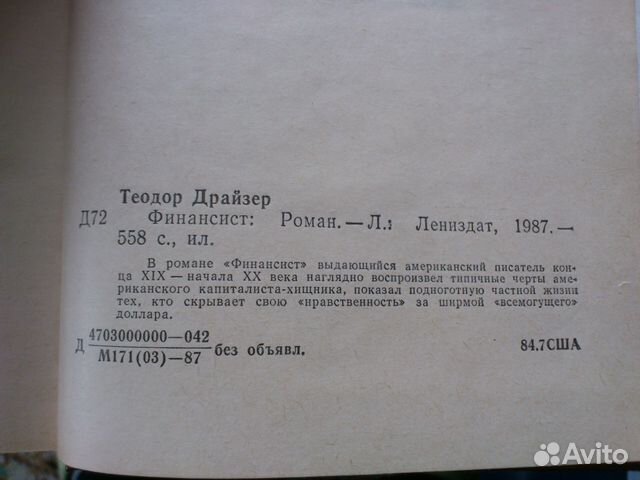 Теодор Драйзер
Д72 Финансист: Роман. — Л.: Лениздат, 1987. —
558 с., ил.
В романе «Финансист» выдающийся американский писатель кон-
ца XIX — начала XX века наглядно воспроизвел типичные черты аме-
риканского капиталиста-хищника, показал подноготную частной жизни
тех, кто скрывает свою «нравственность» за ширмой «всемогущего»
доллара.
Д 4703000000—042
М171(03)—87 без объявл. 84.7США
Avito